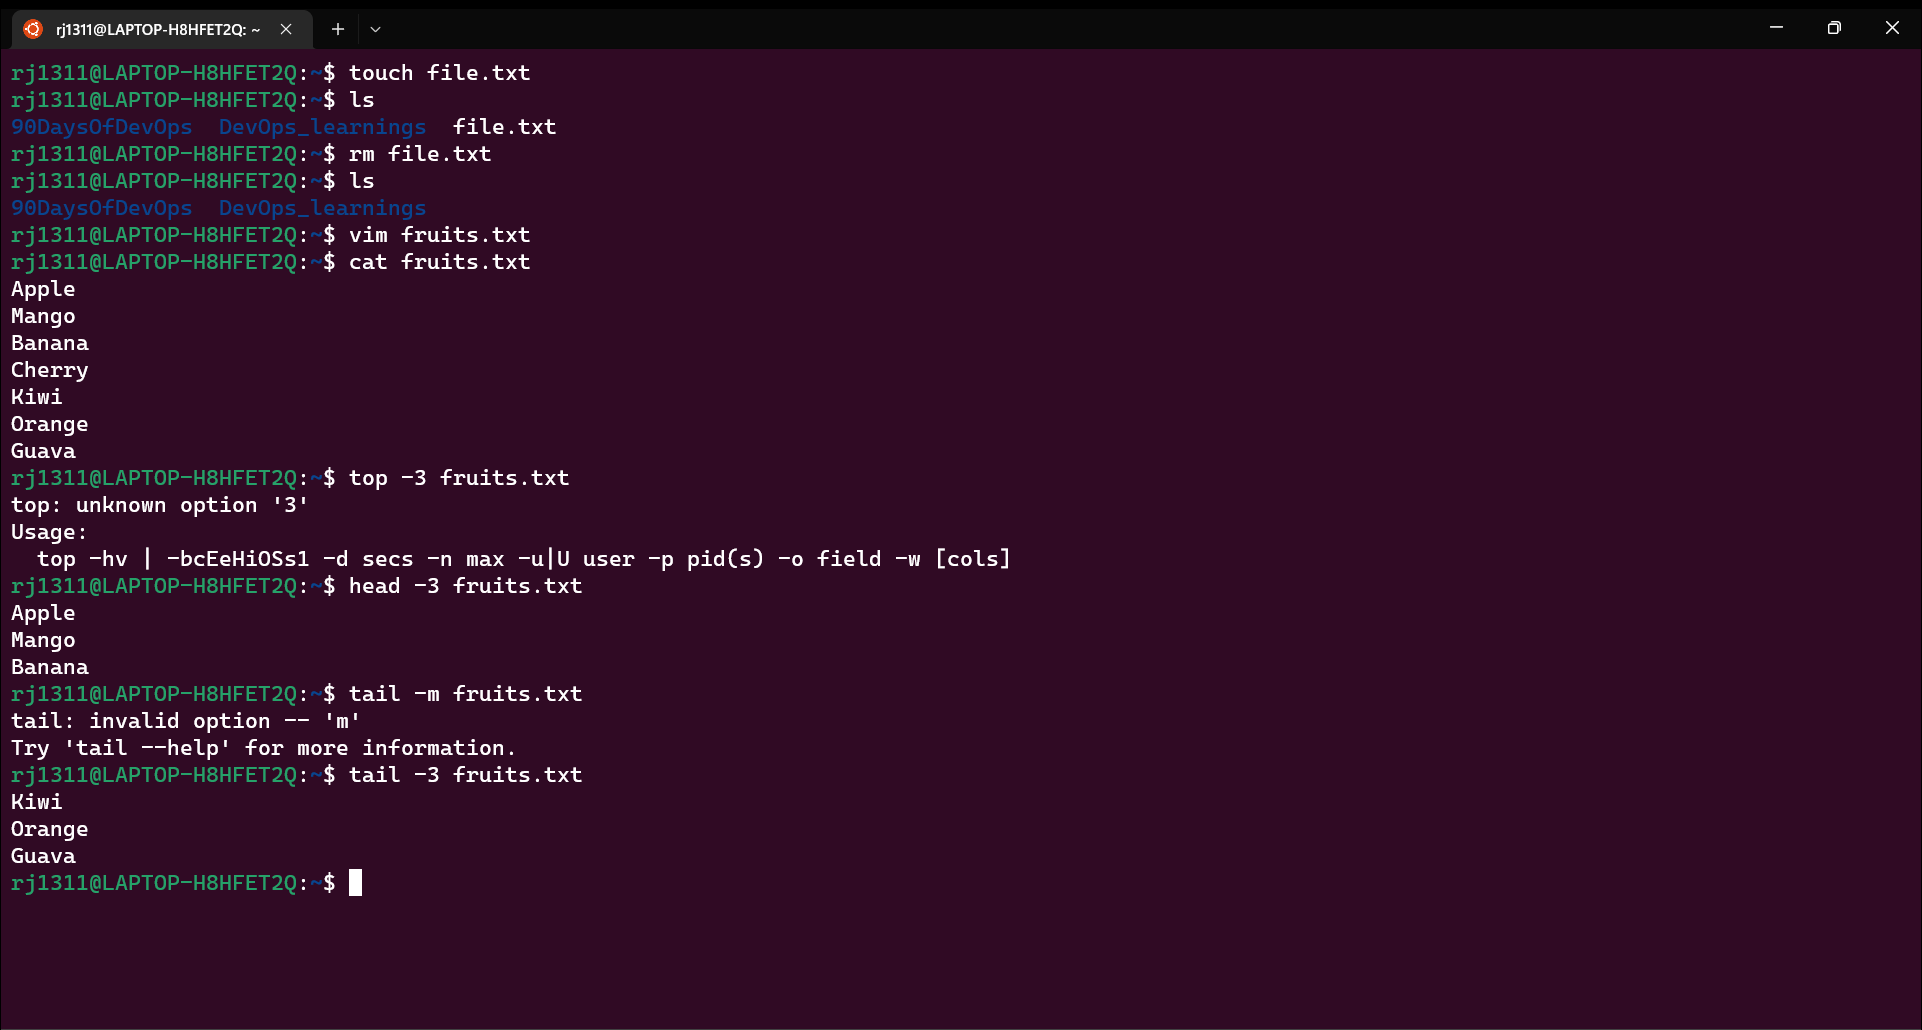 rj1311@LAPTOP-H8HFET2Q: ~
rj1311@LAPTOP-H8HFET2Q:~$ touch file.txt
rj1311@LAPTOP-H8HFET2Q:~$ ls
90DaysOfDevOps  DevOps_learnings  file.txt
rj1311@LAPTOP-H8HFET2Q:~$ rm file.txt
rj1311@LAPTOP-H8HFET2Q:~$ ls
90DaysOfDevOps  DevOps_learnings
rj1311@LAPTOP-H8HFET2Q:~$ vim fruits.txt
rj1311@LAPTOP-H8HFET2Q:~$ cat fruits.txt
Apple
Mango
Banana
Cherry
Kiwi
Orange
Guava
rj1311@LAPTOP-H8HFET2Q:~$ top -3 fruits.txt
top: unknown option '3'
Usage:
  top -hv | -bcEeHiOSs1 -d secs -n max -u|U user -p pid(s) -o field -w [cols]
rj1311@LAPTOP-H8HFET2Q:~$ head -3 fruits.txt
Apple
Mango
Banana
rj1311@LAPTOP-H8HFET2Q:~$ tail -m fruits.txt
tail: invalid option -- 'm'
Try 'tail --help' for more information.
rj1311@LAPTOP-H8HFET2Q:~$ tail -3 fruits.txt
Kiwi
Orange
Guava
rj1311@LAPTOP-H8HFET2Q:~$